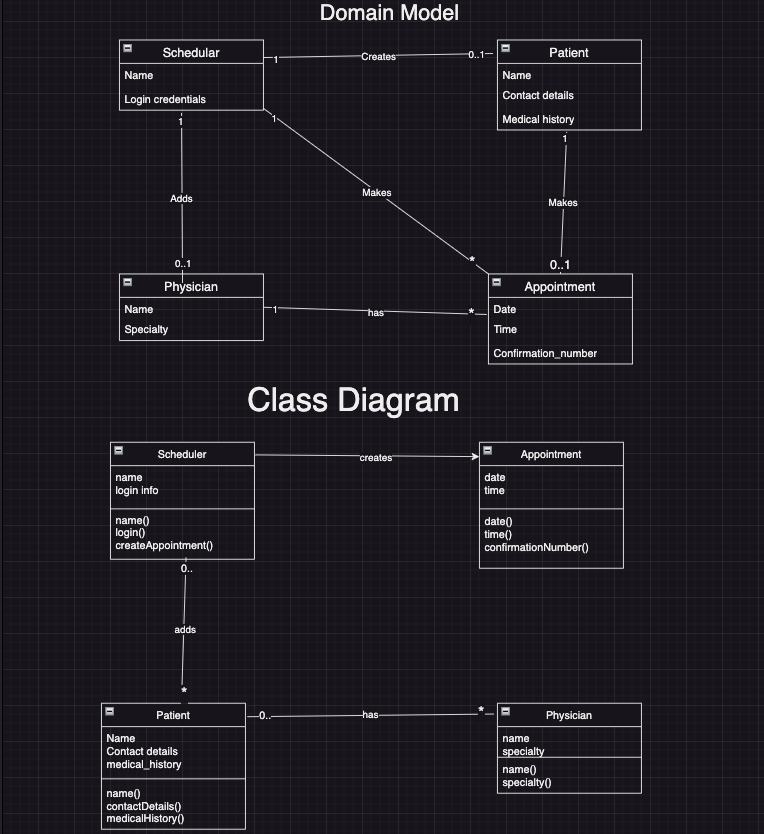 Domain Model
Schedular
Name
Login credentials
1
Creates
0..1
Patient
Name
Contact details
Medical history
1
Adds
0..1
1
Makes
*
1
Makes
0..1
Physician
Name
Specialty
1
has
*
Appointment
Date
Time
Confirmation_number
Class Diagram
Scheduler
name
login info
name()
login()
createAppointment()
creates
Appointment
date
time
date()
time()
confirmationNumber()
0..
adds
*
Patient
Name
Contact details
medical_history
name()
contactDetails()
medicalHistory()
0..
has
*
Physician
name
specialty
name()
specialty()